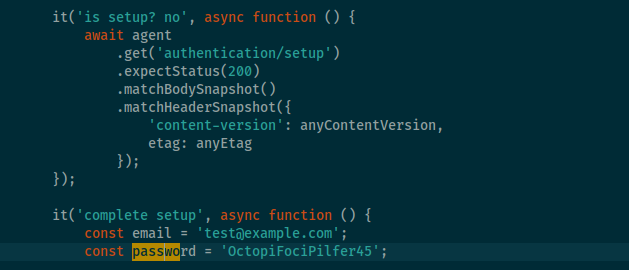 it('is setup? no', async function () {
await agent
.get('authentication/setup')
.expectStatus(200)
.matchBodySnapshot()
.matchHeaderSnapshot({
'content-version': anyContentVersion,
etag: anyEtag
});
});
it('complete setup', async function () {
const email = 'test@example.com';
const password = 'OctopiFociPilfer45';